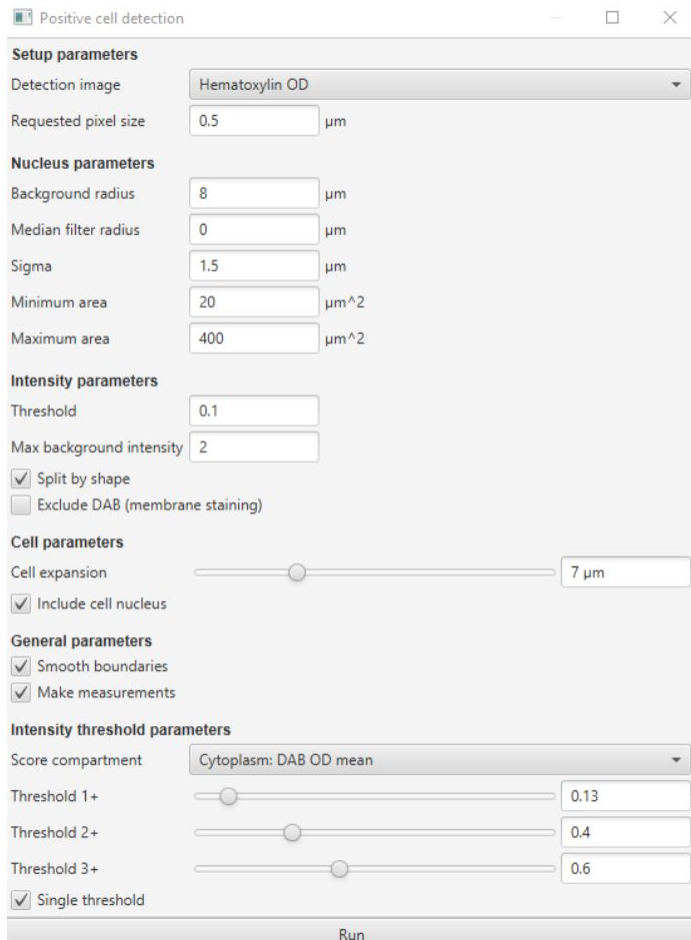 Positive cell detection
Setup parameters
Detection image Hematoxylin OD
Requested pixel size 0.5 µm
Nucleus parameters
Background radius 8 µm
Median filter radius 0 µm
Sigma 1.5 µm
Minimum area 20 µm^2
Maximum area 400 µm^2
Intensity parameters
Threshold 0.1
Max background intensity 2
Split by shape
Exclude DAB (membrane staining)
Cell parameters
Cell expansion 7 µm
Include cell nucleus
General parameters
Smooth boundaries
Make measurements
Intensity threshold parameters
Score compartment Cytoplasm: DAB OD mean
Threshold 1+ 0.13
Threshold 2+ 0.4
Threshold 3+ 0.6
Single threshold
Run